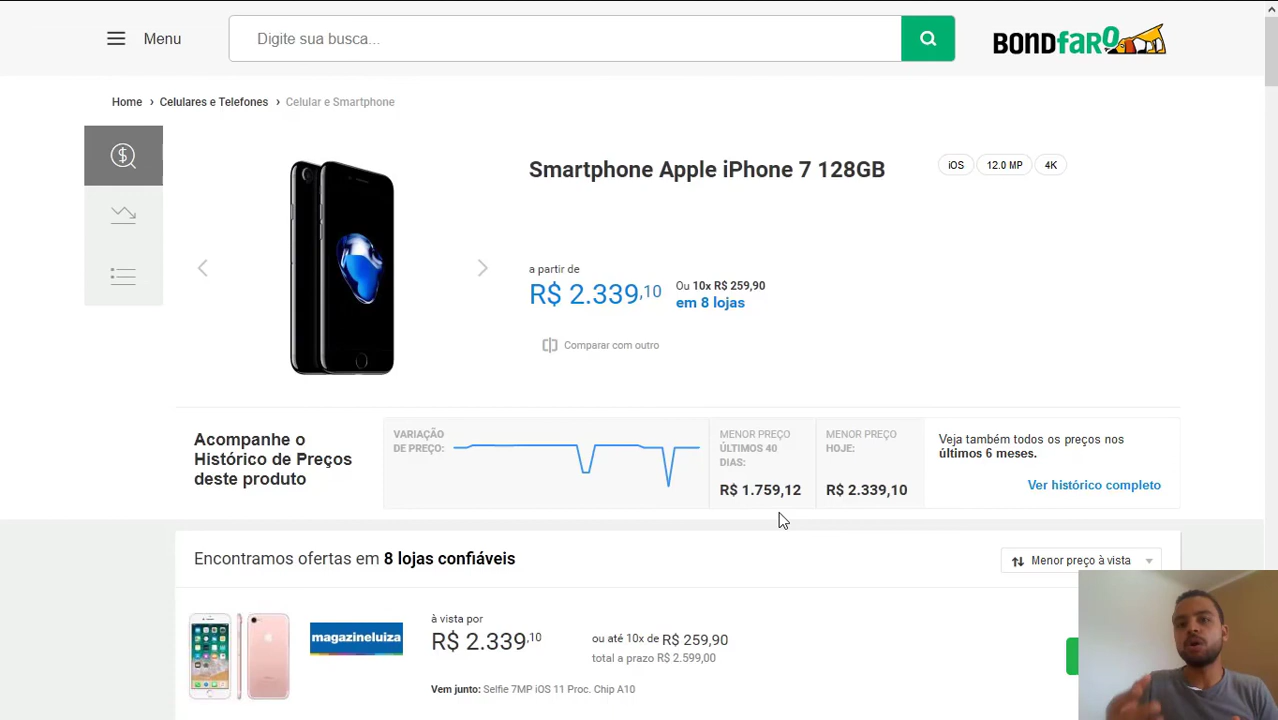 Menu
Digite sua busca...
BONDFARO
Home › Celulares e Telefones › Celular e Smartphone
Smartphone Apple iPhone 7 128GB
iOS
12.0 MP
4K
a partir de
R$ 2.339,10
Ou 10x R$ 259,90
em 8 lojas
Comparar com outro
Acompanhe o
Histórico de Preços
deste produto
VARIAÇÃO
DE PREÇO:
MENOR PREÇO
ÚLTIMOS 40
DIAS:
R$ 1.759,12
MENOR PREÇO
HOJE:
R$ 2.339,10
Veja também todos os preços nos
últimos 6 meses.
Ver histórico completo
Encontramos ofertas em 8 lojas confiáveis
Menor preço à vista
magazineluiza
à vista por
R$ 2.339,10
ou até 10x de R$ 259,90
total a prazo R$ 2.599,00
Vem junto: Selfie 7MP iOS 11 Proc. Chip A10